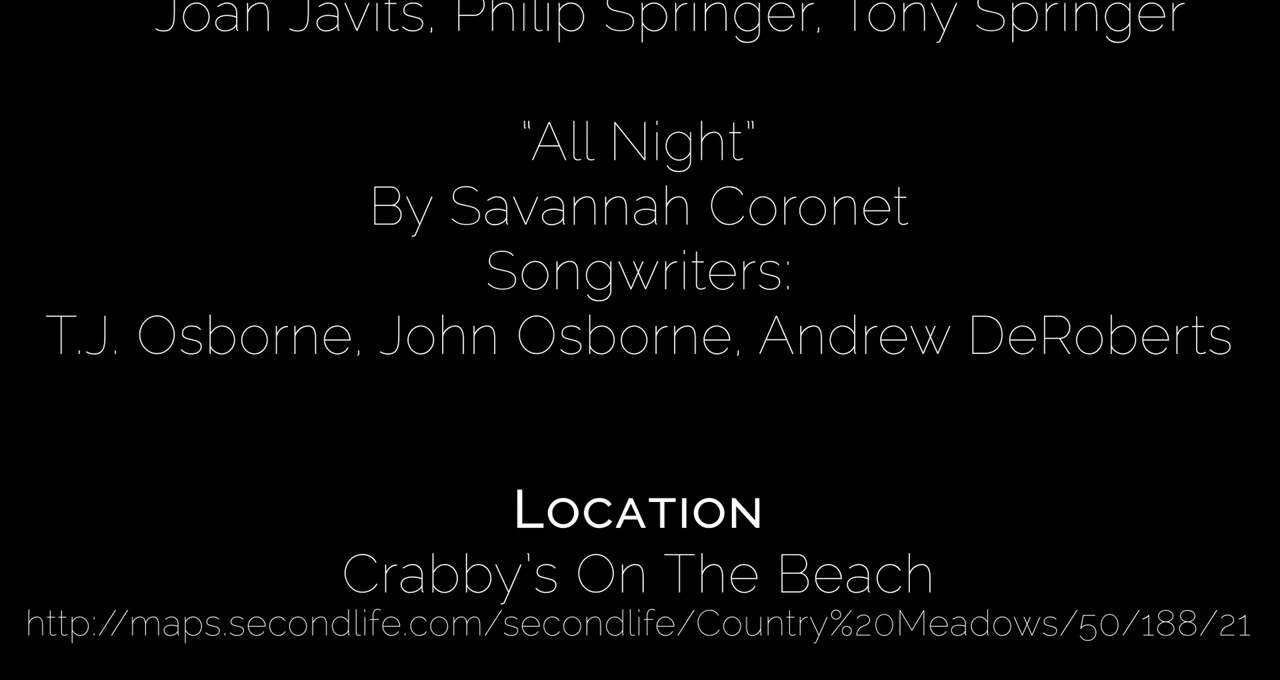 Joan Javits, Philip Springer, Tony Springer
“All Night”
By Savannah Coronet
Songwriters:
T.J. Osborne, John Osborne, Andrew DeRoberts
Location
Crabby’s On The Beach
http://maps.secondlife.com/secondlife/Country%20Meadows/50/188/21